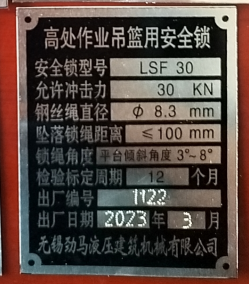 高处作业吊篮用安全锁
安全锁型号 LSF 30
允许冲击力 30 KN
钢丝绳直径 ϕ 8.3 mm
坠落锁绳距离 ≤100 mm
锁绳角度 平台倾斜角度 3°~8°
检验标定周期 12 个月
出厂编号 1122
出厂日期 2023 年 3 月
无锡劲马液压建筑机械有限公司